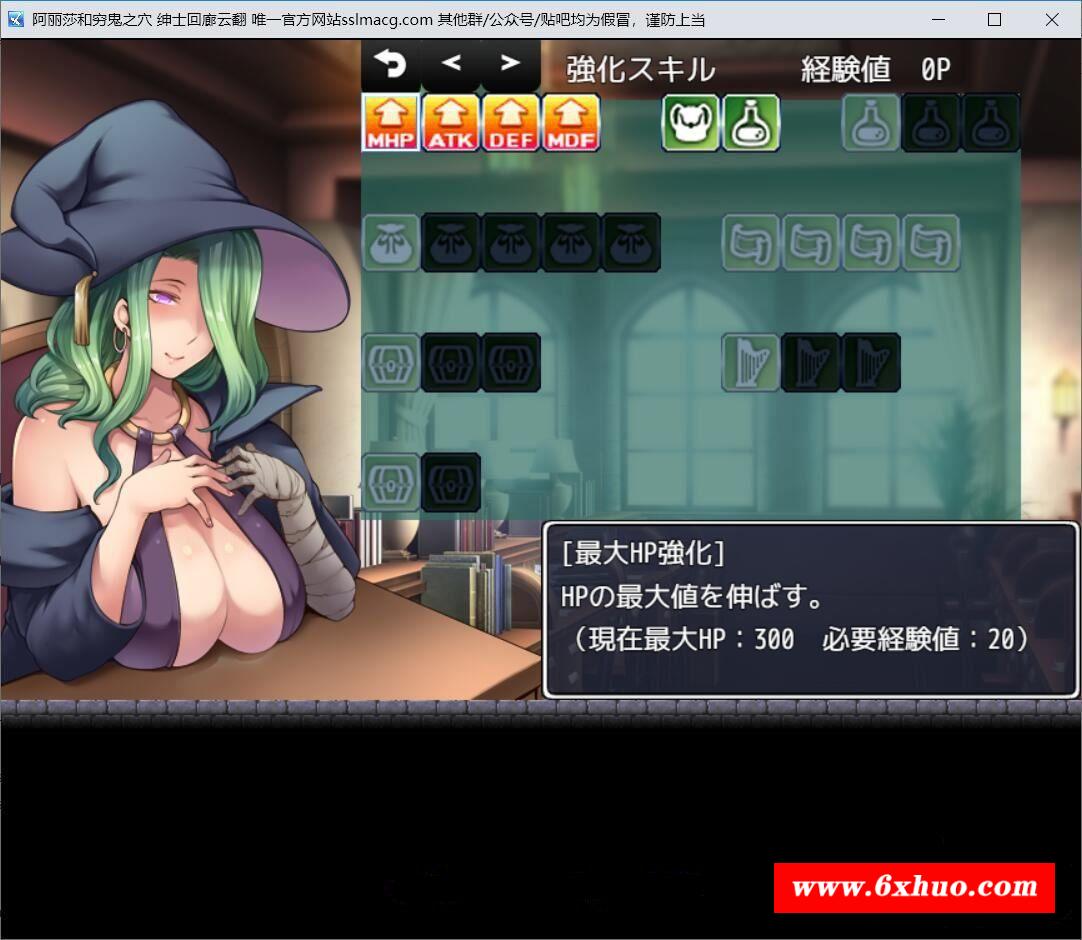 阿丽莎和穷鬼之穴 绅士回廊云翻 唯一官方网站sslmacg.com 其他群/公众号/贴吧均为假冒，谨防上当
強化スキル 経験値 0P
MHP ATK DEF MDF
[最大HP強化]
HPの最大値を伸ばす。
（現在最大HP：300 必要経験値：20）
www.6xhuo.com